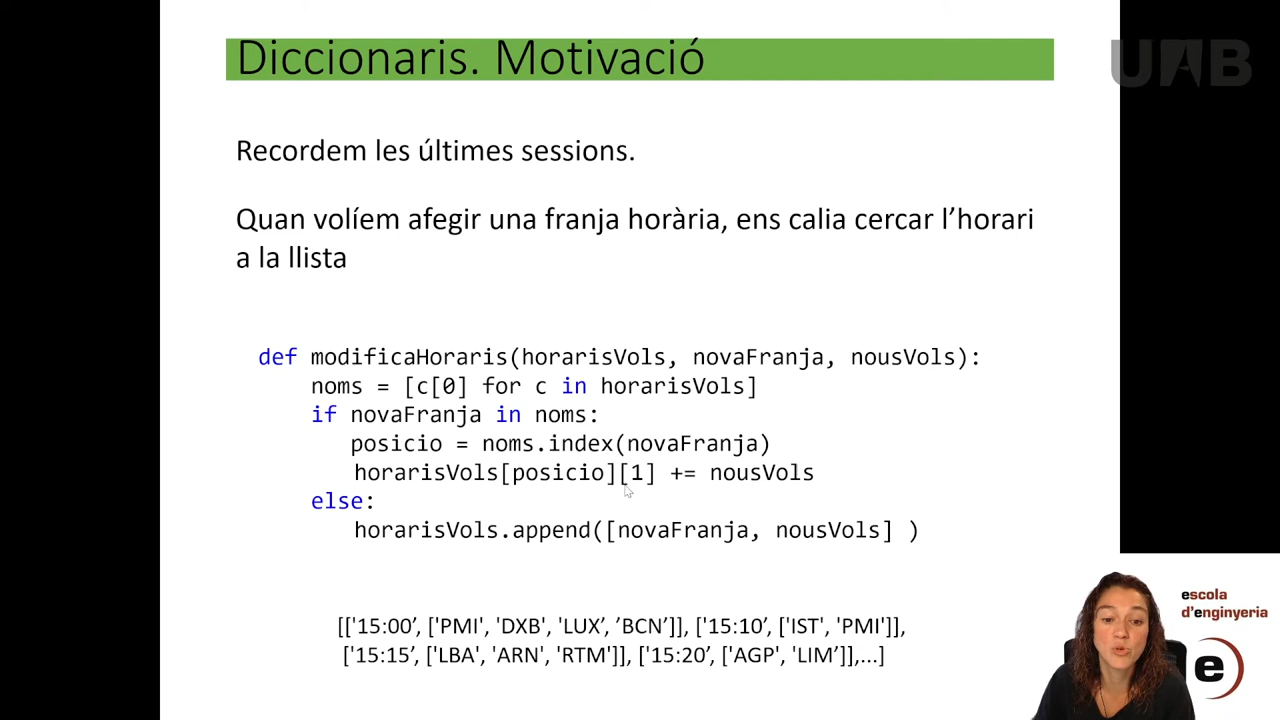 Diccionaris. Motivació
UAB
Recordem les últimes sessions.
Quan volíem afegir una franja horària, ens calia cercar l’horari
a la llista
def modificaHoraris(horarisVols, novaFranja, nousVols):
noms = [c[0] for c in horarisVols]
if novaFranja in noms:
posicio = noms.index(novaFranja)
horarisVols[posicio][1] += nousVols
else:
horarisVols.append([novaFranja, nousVols] )
[['15:00’, ['PMI', 'DXB', 'LUX’, ’BCN’]], ['15:10’, ['IST', 'PMI']],
['15:15’, ['LBA', 'ARN', 'RTM']], ['15:20’, ['AGP', 'LIM’]],...]
escola
d'enginyeria
e